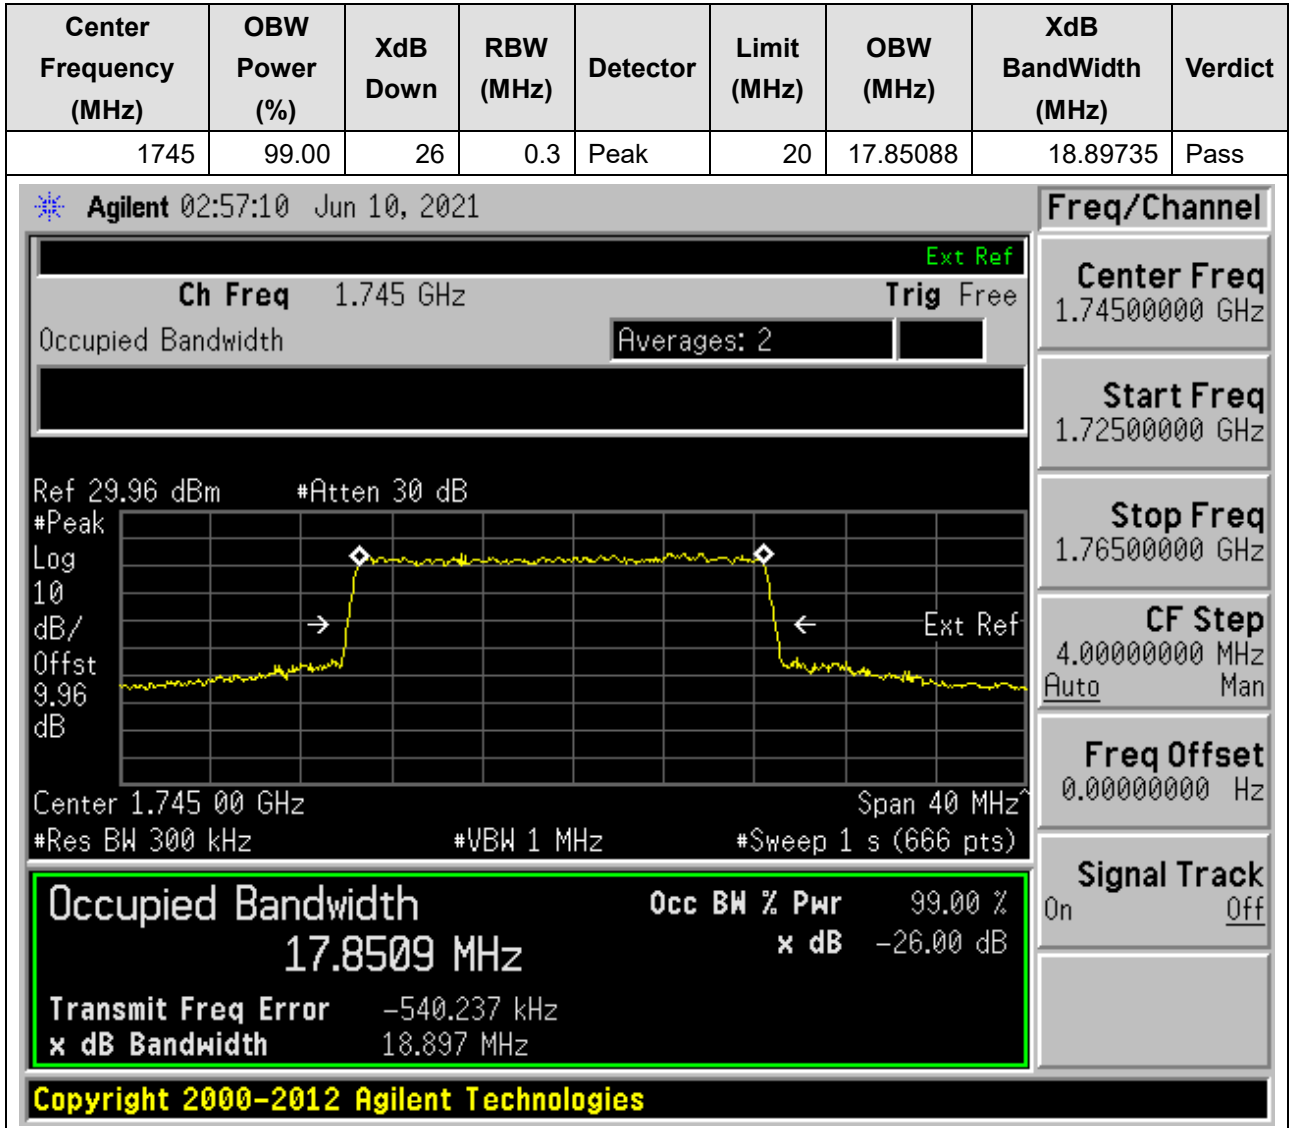 Center Frequency (MHz) OBW Power (%) XdB Down RBW (MHz) Detector Limit (MHz) OBW (MHz) XdB BandWidth (MHz) Verdict
1745 99.00 26 0.3 Peak 20 17.85088 18.89735 Pass
Agilent 02:57:10 Jun 10, 2021
Freq/Channel
Ext Ref
Ch Freq 1.745 GHz Trig Free
Occupied Bandwidth Averages: 2
Center Freq
1.74500000 GHz
Start Freq
1.72500000 GHz
Stop Freq
1.76500000 GHz
CF Step
4.00000000 MHz
Auto Man
Freq Offset
0.00000000 Hz
Signal Track
On Off
Ref 29.96 dBm #Atten 30 dB
#Peak
Log
10
dB/
Offst
9.96
dB
Ext Ref
Center 1.745 00 GHz Span 40 MHz^
#Res BW 300 kHz #VBW 1 MHz #Sweep 1 s (666 pts)
Occupied Bandwidth
17.8509 MHz
Occ BW % Pwr 99.00 %
x dB -26.00 dB
Transmit Freq Error -540.237 kHz
x dB Bandwidth 18.897 MHz
Copyright 2000-2012 Agilent Technologies